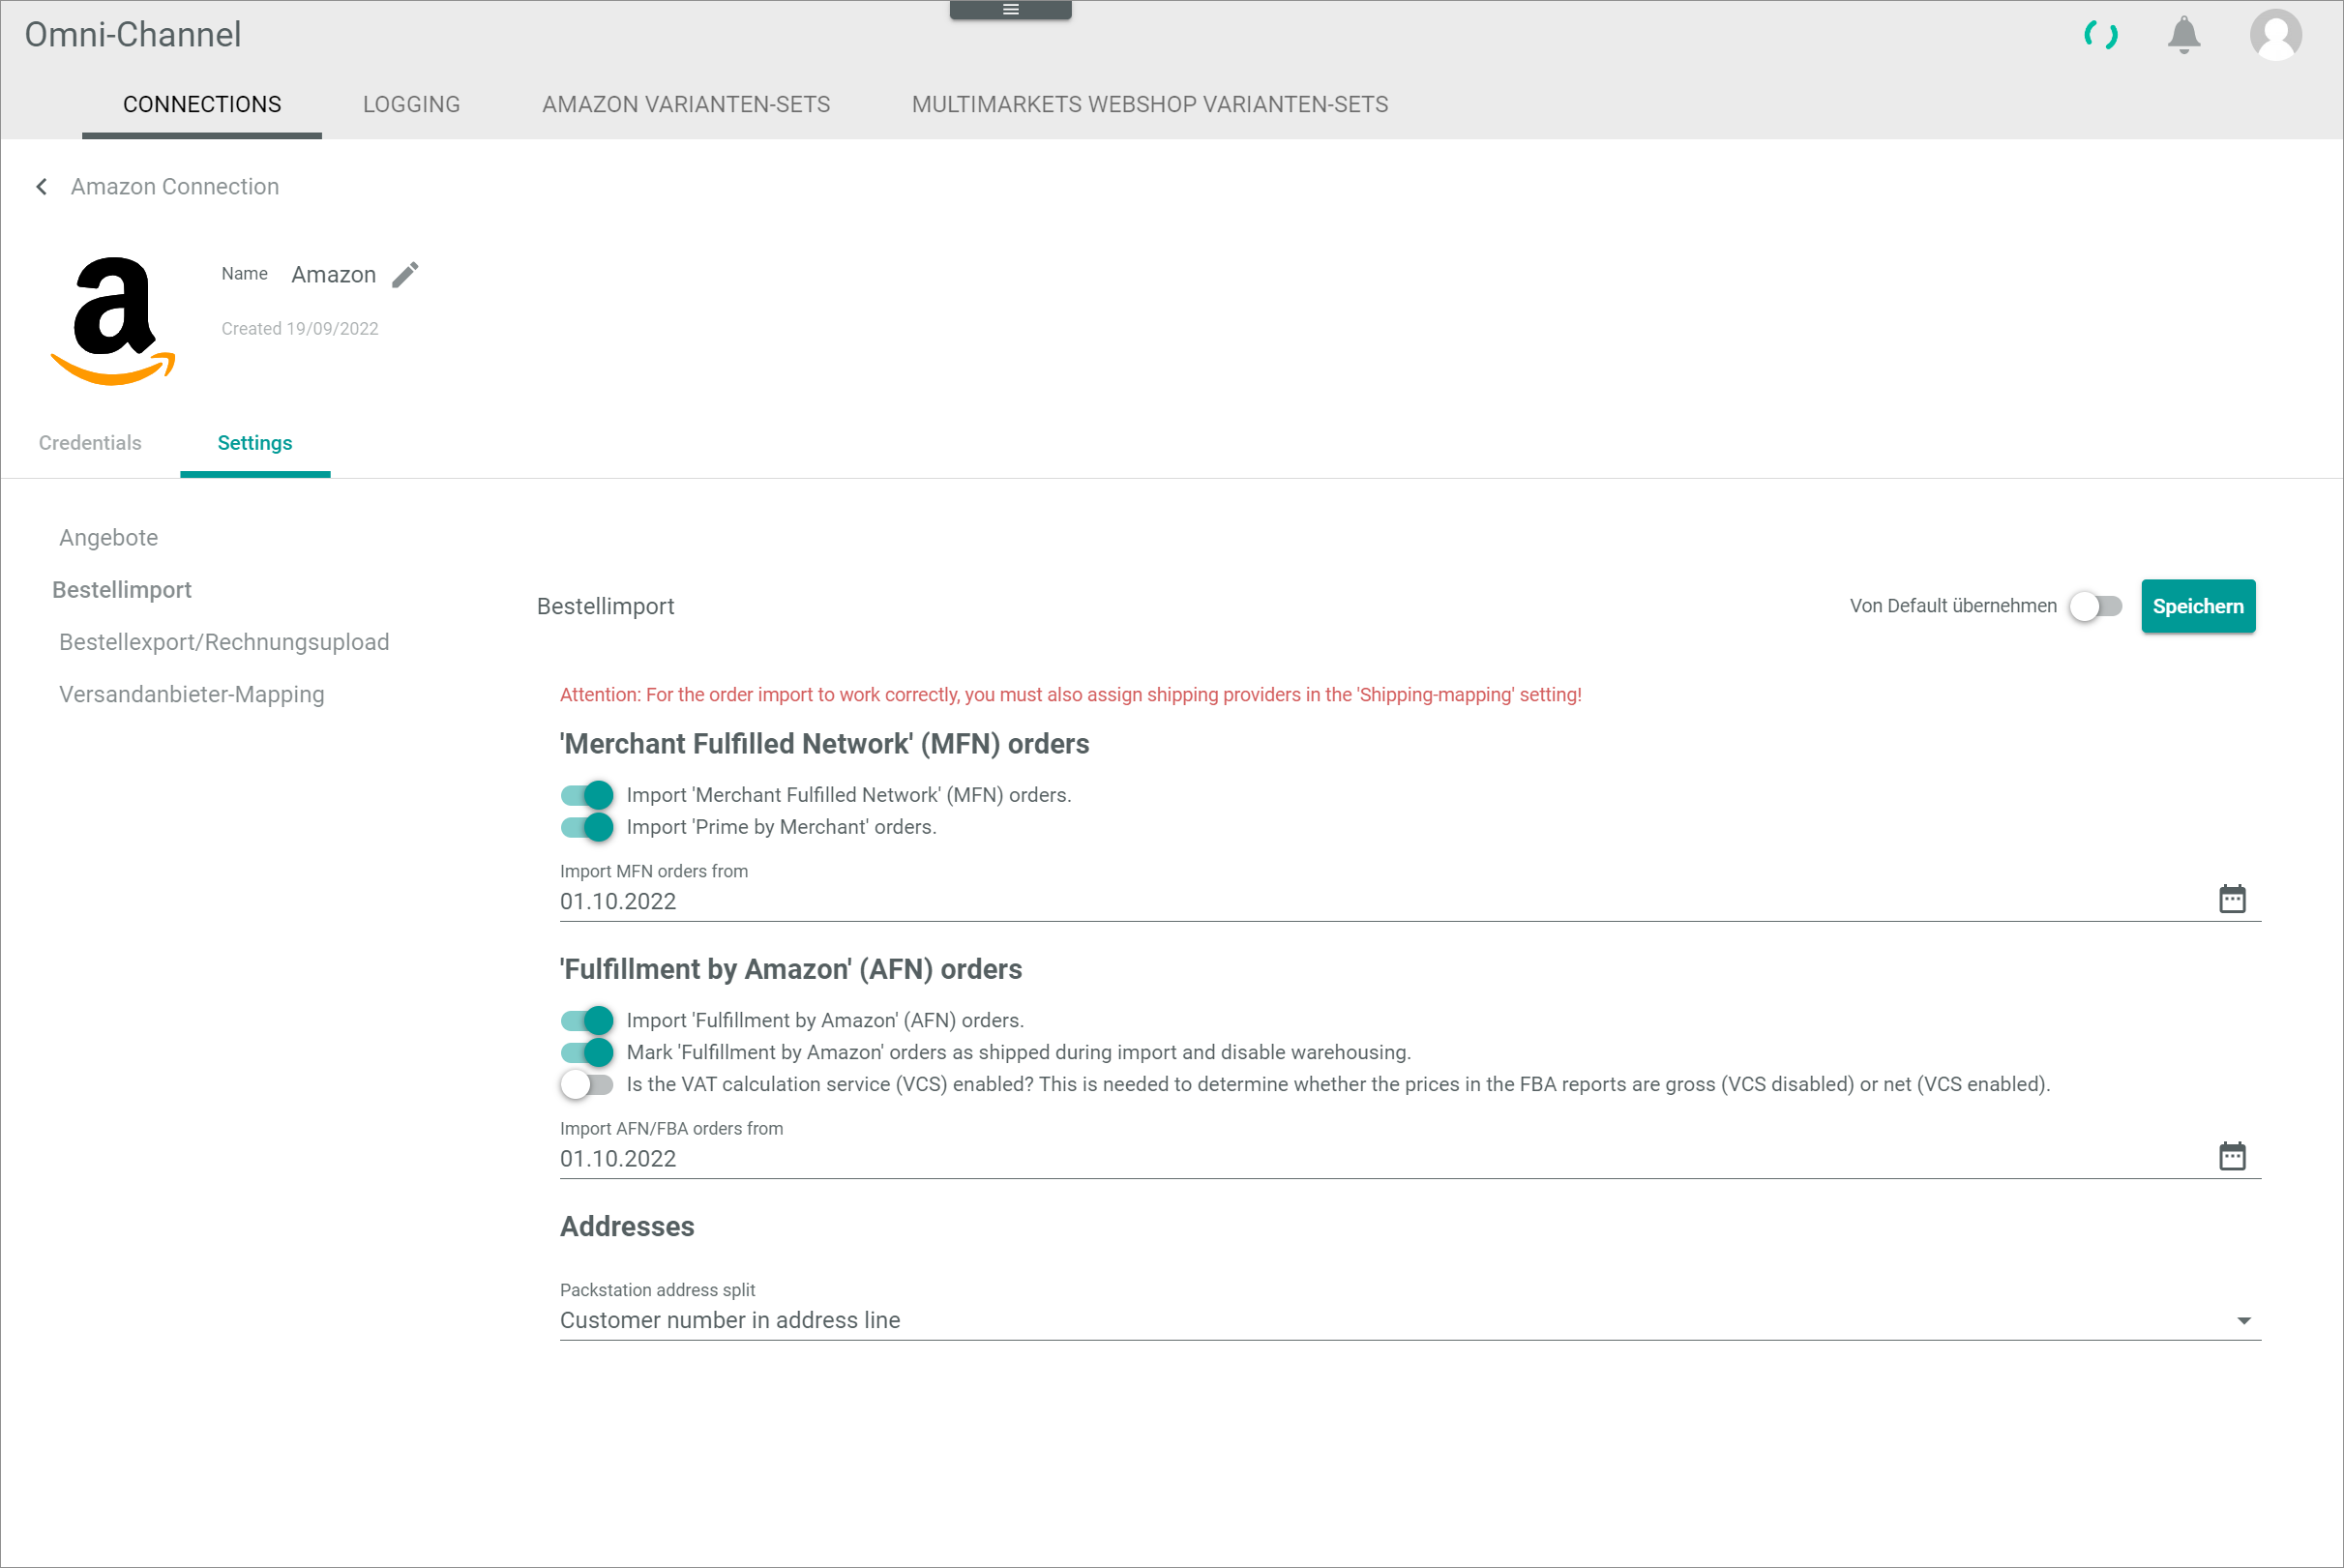 Omni-Channel
CONNECTIONS LOGGING AMAZON VARIANTEN-SETS MULTIMARKETS WEBSHOP VARIANTEN-SETS
Amazon Connection
Name Amazon
Created 19/09/2022
Credentials Settings
Angebote
Bestellimport
Bestellexport/Rechnungsupload
Versandanbieter-Mapping
Bestellimport Von Default übernehmen Speichern
Attention: For the order import to work correctly, you must also assign shipping providers in the 'Shipping-mapping' setting!
'Merchant Fulfilled Network' (MFN) orders
Import 'Merchant Fulfilled Network' (MFN) orders.
Import 'Prime by Merchant' orders.
Import MFN orders from
01.10.2022
'Fulfillment by Amazon' (AFN) orders
Import 'Fulfillment by Amazon' (AFN) orders.
Mark 'Fulfillment by Amazon' orders as shipped during import and disable warehousing.
Is the VAT calculation service (VCS) enabled? This is needed to determine whether the prices in the FBA reports are gross (VCS disabled) or net (VCS enabled).
Import AFN/FBA orders from
01.10.2022
Addresses
Packstation address split
Customer number in address line